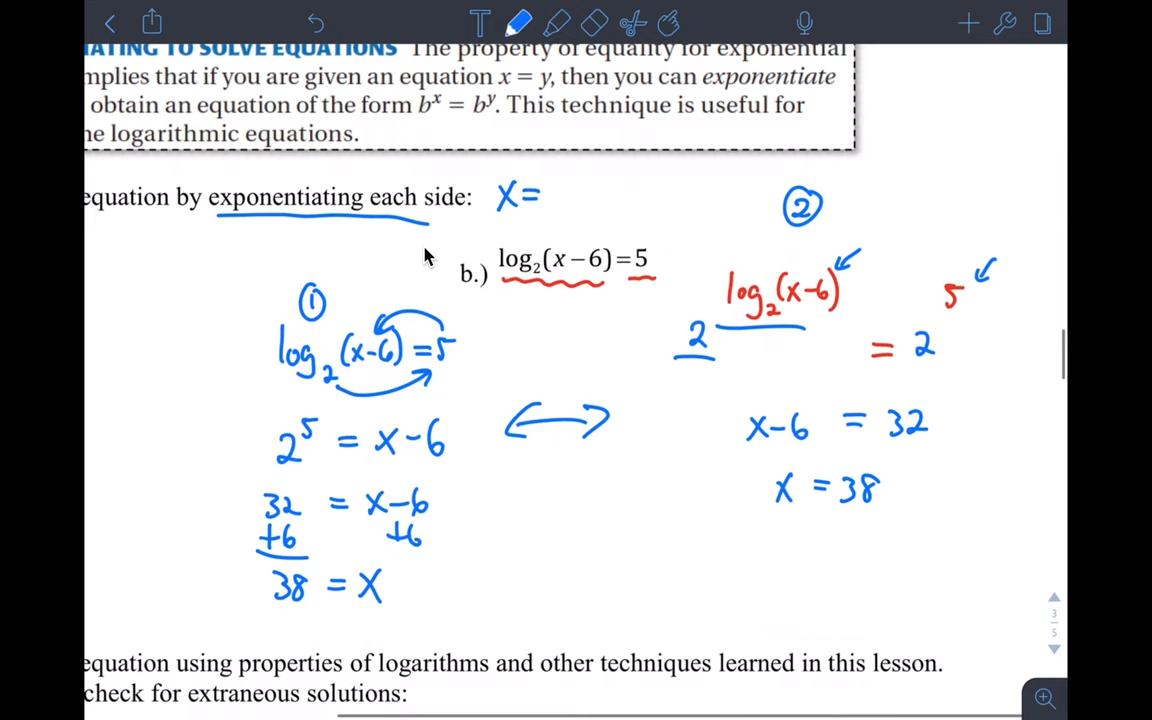 ATING TO SOLVE EQUATIONS The property of equality for exponential
mplies that if you are given an equation x = y, then you can exponentiate
obtain an equation of the form bˣ = bʸ. This technique is useful for
he logarithmic equations.
equation by exponentiating each side: X=
b.) log₂(x − 6) = 5
①
log₂(x-6) = 5
2⁵ = x-6
32 = x-6
+6 +6
38 = X
②
2^(log₂(x-6)) = 2^5
x-6 = 32
x = 38
equation using properties of logarithms and other techniques learned in this lesson.
check for extraneous solutions:
T
3
5